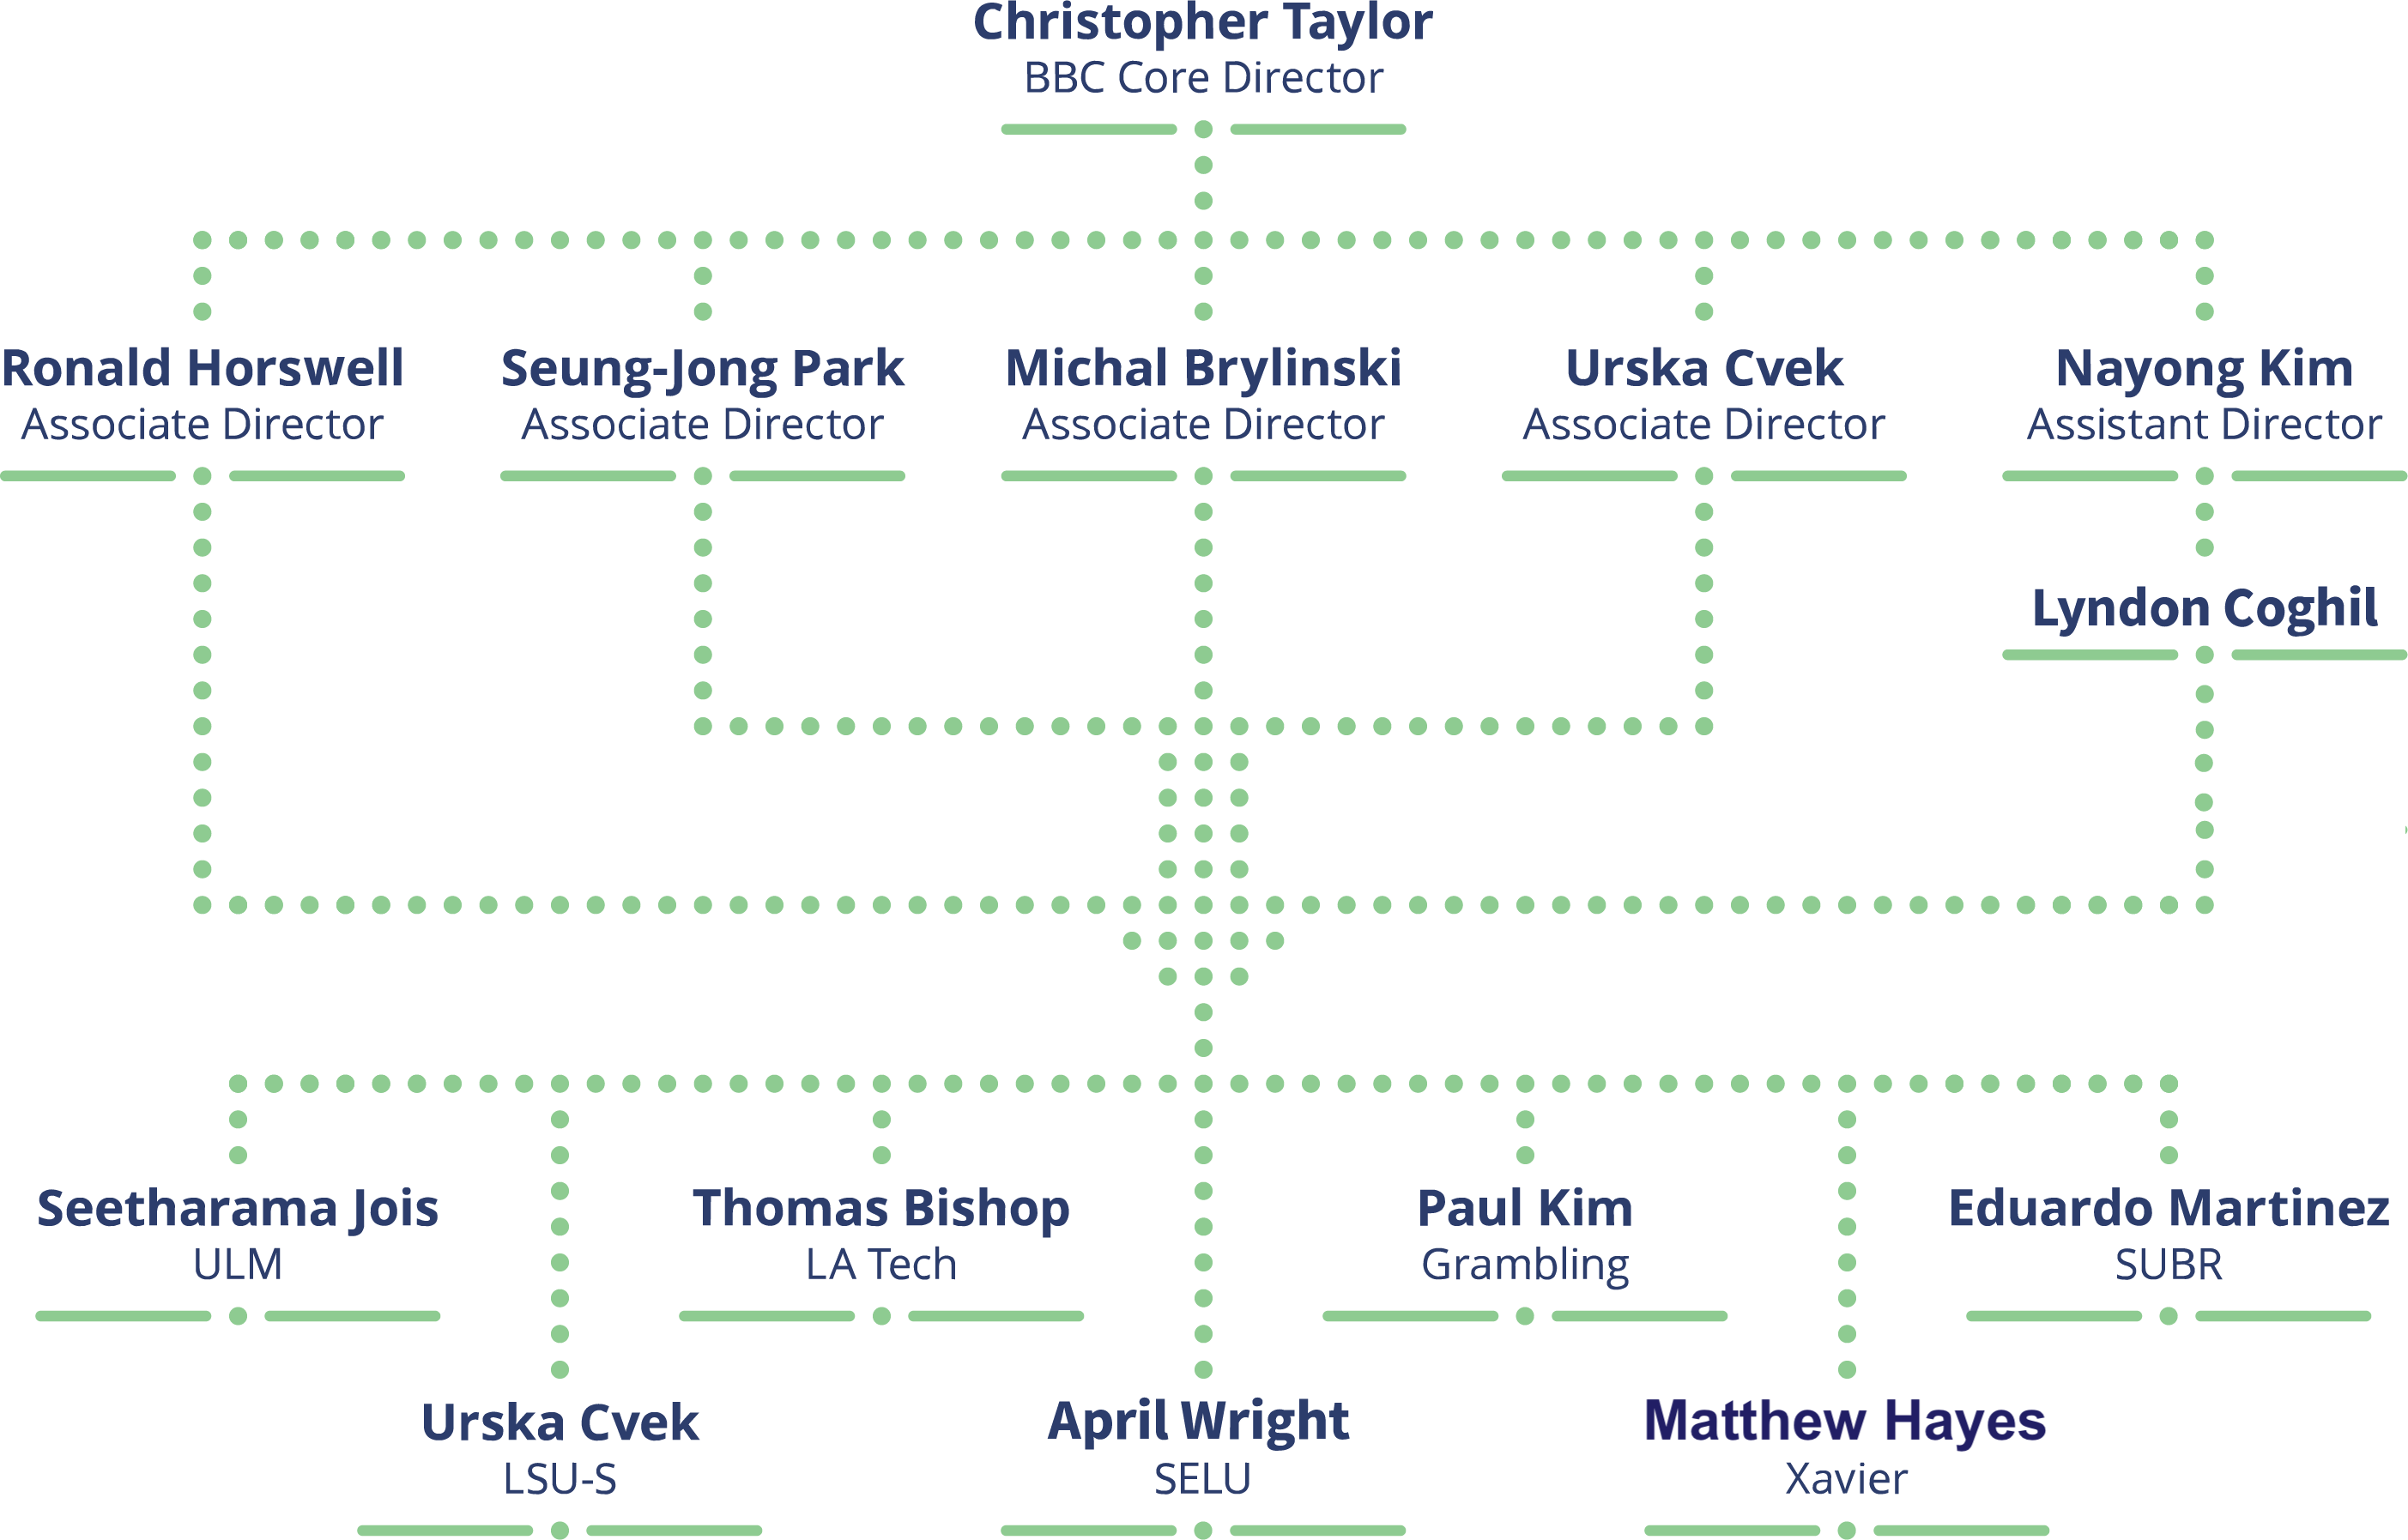 Christopher Taylor
BBC Core Director
Ronald Horswell
Associate Director
Seung-Jong Park
Associate Director
Michal Brylinski
Associate Director
Urska Cvek
Associate Director
Nayong Kim
Assistant Director
Lyndon Coghil
Seetharama Jois
ULM
Thomas Bishop
LA Tech
Paul Kim
Grambling
Eduardo Martinez
SUBR
Urska Cvek
LSU-S
April Wright
SELU
Matthew Hayes
Xavier